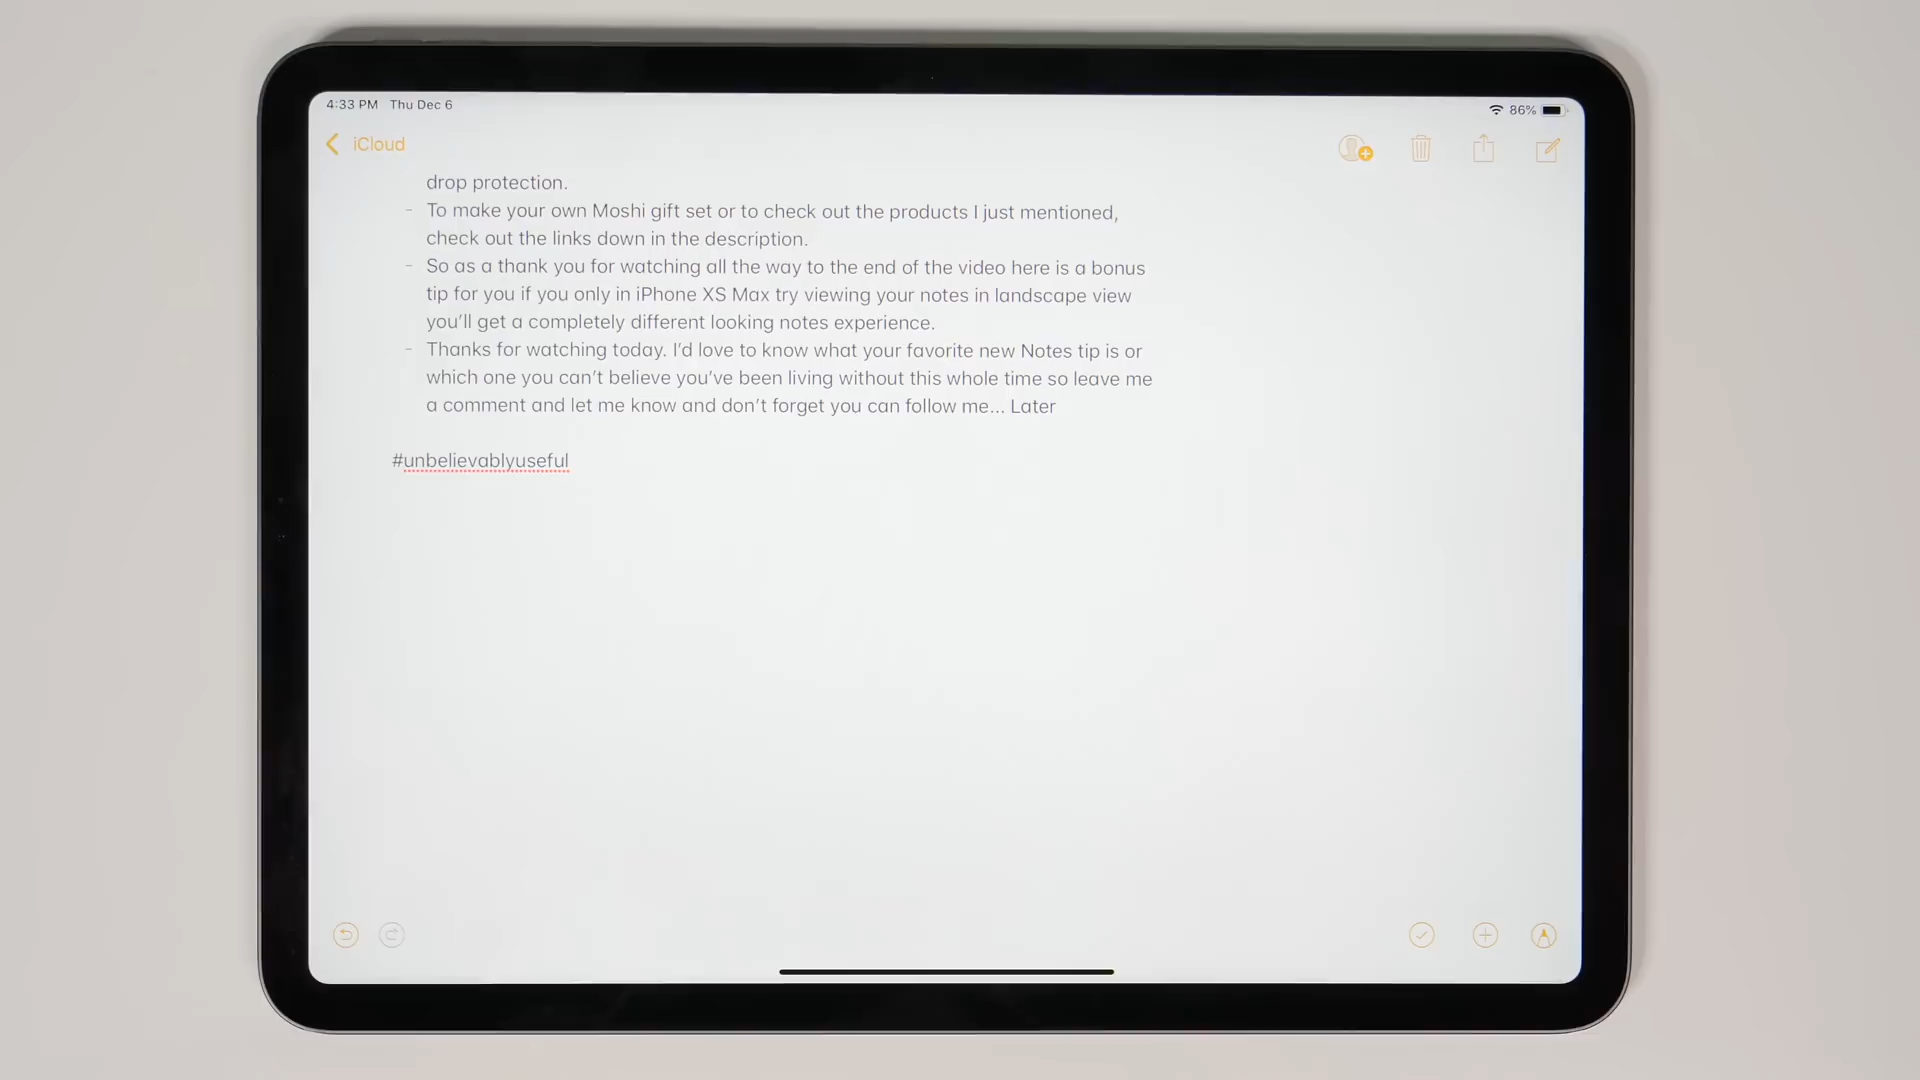 4:33 PM Thu Dec 6
86%
iCloud
drop protection.
- To make your own Moshi gift set or to check out the products I just mentioned,
check out the links down in the description.
- So as a thank you for watching all the way to the end of the video here is a bonus
tip for you if you only in iPhone XS Max try viewing your notes in landscape view
you'll get a completely different looking notes experience.
- Thanks for watching today. I'd love to know what your favorite new Notes tip is or
which one you can't believe you've been living without this whole time so leave me
a comment and let me know and don't forget you can follow me... Later
#unbelievablyuseful